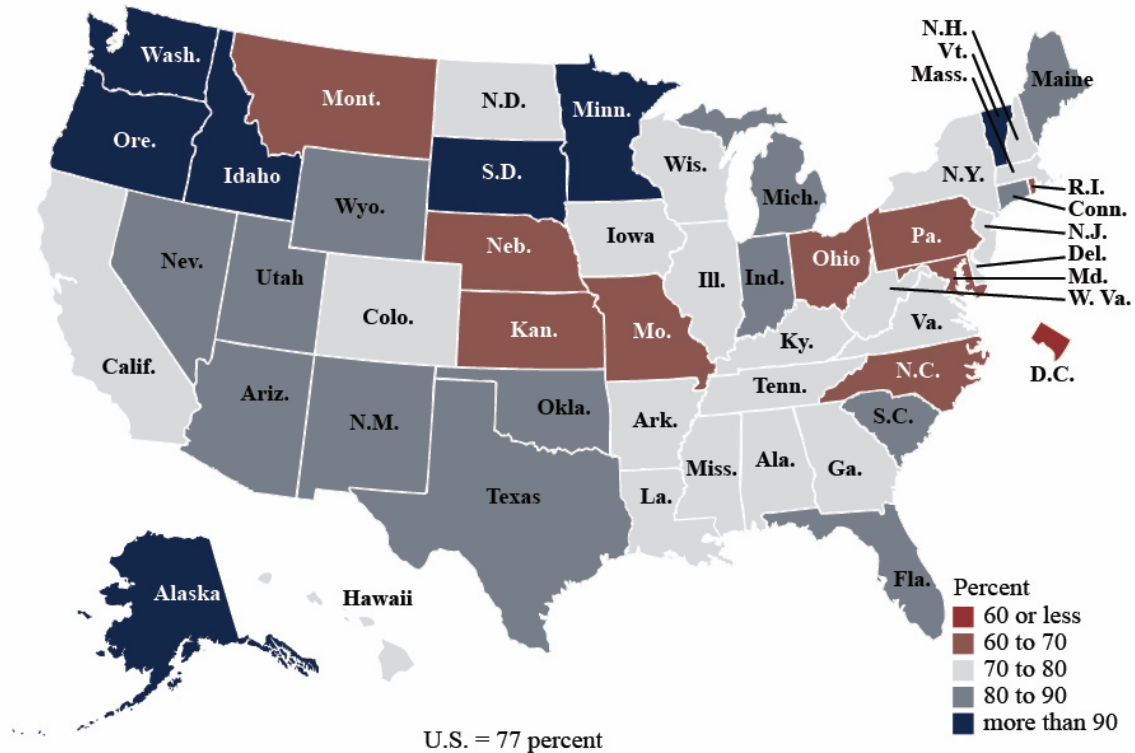 N.H.
Vt.
Mass.
Maine
Wash.
Mont.
N.D.
Minn.
Ore.
Idaho
S.D.
Wis.
N.Y.
R.I.
Wyo.
Mich.
Conn.
N.J.
Neb.
Iowa
Pa.
Del.
Nev.
Utah
Ohio
Md.
Ill.
Ind.
W. Va.
Colo.
Kan.
Mo.
Va.
Calif.
Ky.
D.C.
Ariz.
N.M.
Okla.
Tenn.
N.C.
Ark.
S.C.
Miss.
Ala.
Ga.
Texas
La.
Alaska
Hawaii
Fla.
Percent
60 or less
60 to 70
70 to 80
80 to 90
more than 90
U.S. = 77 percent